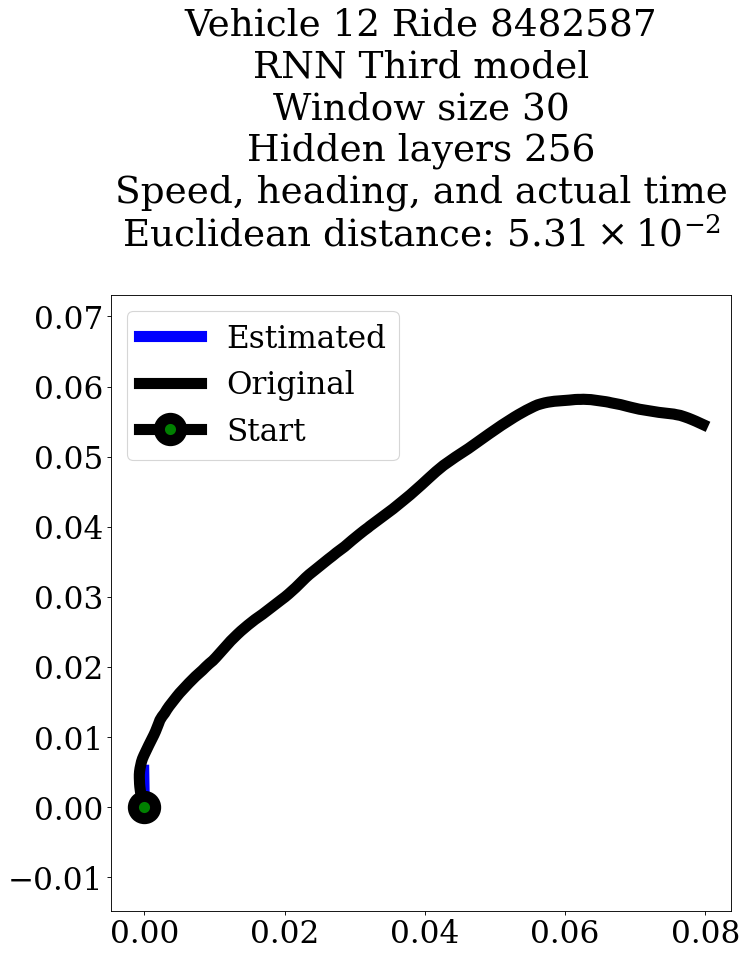 Vehicle 12 Ride 8482587
RNN Third model
Window size 30
Hidden layers 256
Speed, heading, and actual time
Euclidean distance: 5.31 × 10⁻²
0.07
0.06
0.05
0.04
0.03
0.02
0.01
0.00
−0.01
Estimated
Original
Start
0.00 0.02 0.04 0.06 0.08